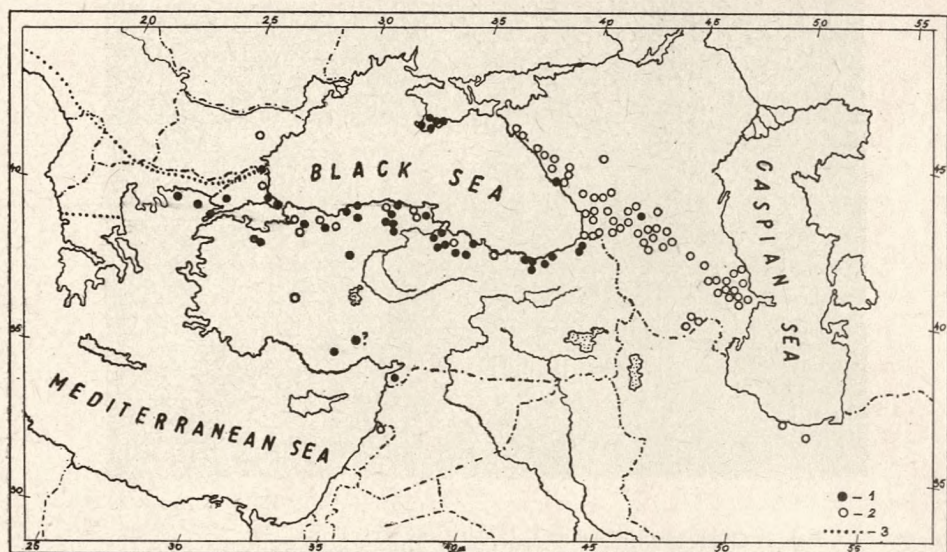 20 25 30 35 40 45 50 55
BLACK SEA
CASPIAN SEA
MEDITERRANEAN SEA
40
45
35
40
30
35
?
● – 1
○ – 2
........ 3
25 30 35 40 45 50 55